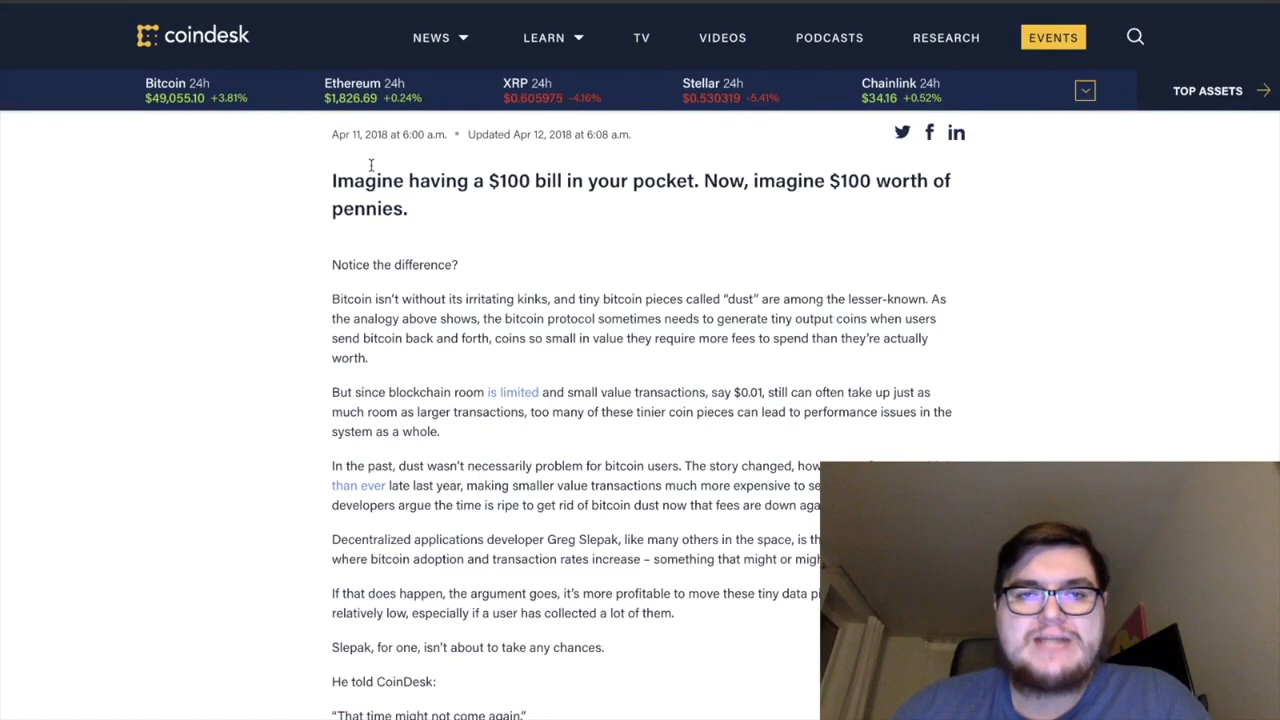 coindesk
NEWS LEARN TV VIDEOS PODCASTS RESEARCH EVENTS
Bitcoin 24h Ethereum 24h XRP 24h Stellar 24h Chainlink 24h
$49,055.10 +3.81% $1,826.69 +0.24% $0.605975 -4.16% $0.530319 -5.41% $34.16 +0.52%
TOP ASSETS
Apr 11, 2018 at 6:00 a.m. • Updated Apr 12, 2018 at 6:08 a.m.
Imagine having a $100 bill in your pocket. Now, imagine $100 worth of
pennies.
Notice the difference?
Bitcoin isn’t without its irritating kinks, and tiny bitcoin pieces called “dust” are among the lesser-known. As
the analogy above shows, the bitcoin protocol sometimes needs to generate tiny output coins when users
send bitcoin back and forth, coins so small in value they require more fees to spend than they’re actually
worth.
But since blockchain room is limited and small value transactions, say $0.01, still can often take up just as
much room as larger transactions, too many of these tinier coin pieces can lead to performance issues in the
system as a whole.
In the past, dust wasn’t necessarily problem for bitcoin users. The story changed,
than ever late last year, making smaller value transactions much more expensive to
developers argue the time is ripe to get rid of bitcoin dust now that fees are down
Decentralized applications developer Greg Slepak, like many others in the space, is
where bitcoin adoption and transaction rates increase – something that might or
If that does happen, the argument goes, it’s more profitable to move these tiny data
relatively low, especially if a user has collected a lot of them.
Slepak, for one, isn’t about to take any chances.
He told CoinDesk:
“That time might not come again.”